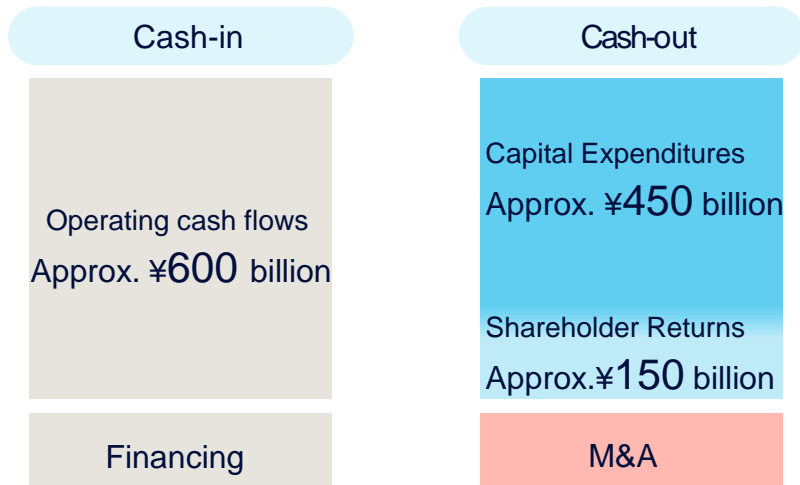 Cash-in
Operating cash flows
Approx. ¥600 billion
Financing
Cash-out
Capital Expenditures
Approx. ¥450 billion
Shareholder Returns
Approx.¥150 billion
M&A